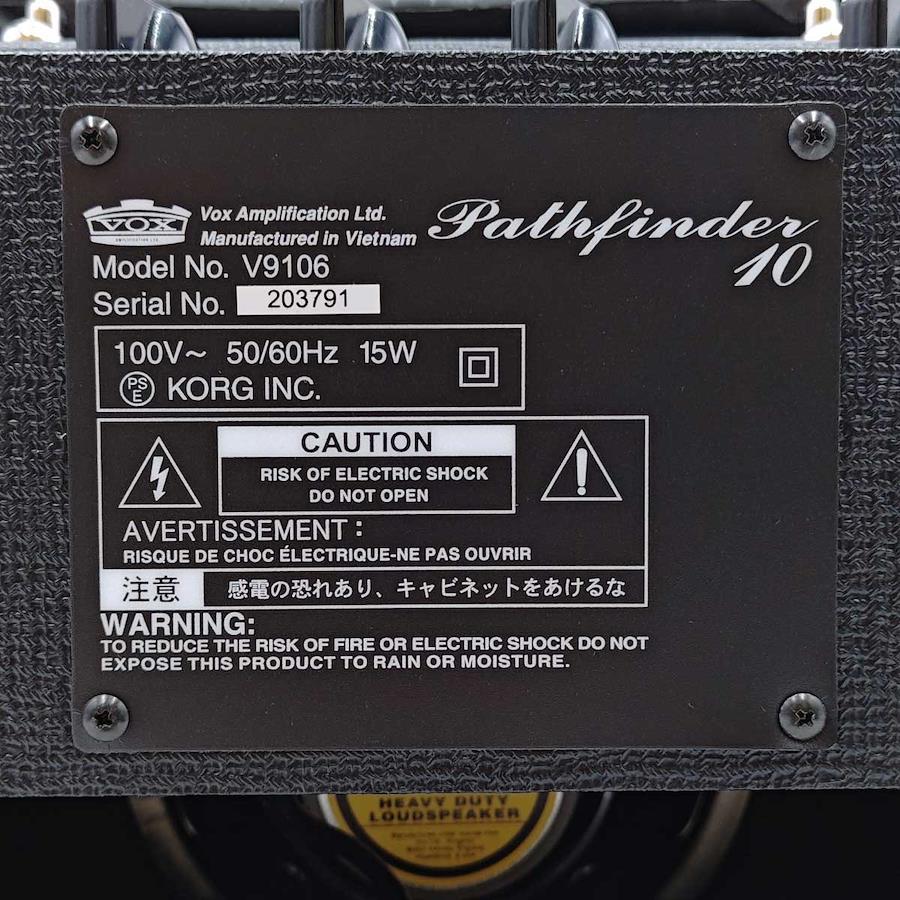 VOX
Vox Amplification Ltd.
Manufactured in Vietnam
Pathfinder
10
Model No. V9106
Serial No. 203791
100V~ 50/60Hz 15W
PS
E
KORG INC.
CAUTION
RISK OF ELECTRIC SHOCK
DO NOT OPEN
AVERTISSEMENT :
RISQUE DE CHOC ÉLECTRIQUE-NE PAS OUVRIR
注意 感電の恐れあり、キャビネットをあけるな
WARNING:
TO REDUCE THE RISK OF FIRE OR ELECTRIC SHOCK DO NOT
EXPOSE THIS PRODUCT TO RAIN OR MOISTURE.
HEAVY DUTY
LOUDSPEAKER